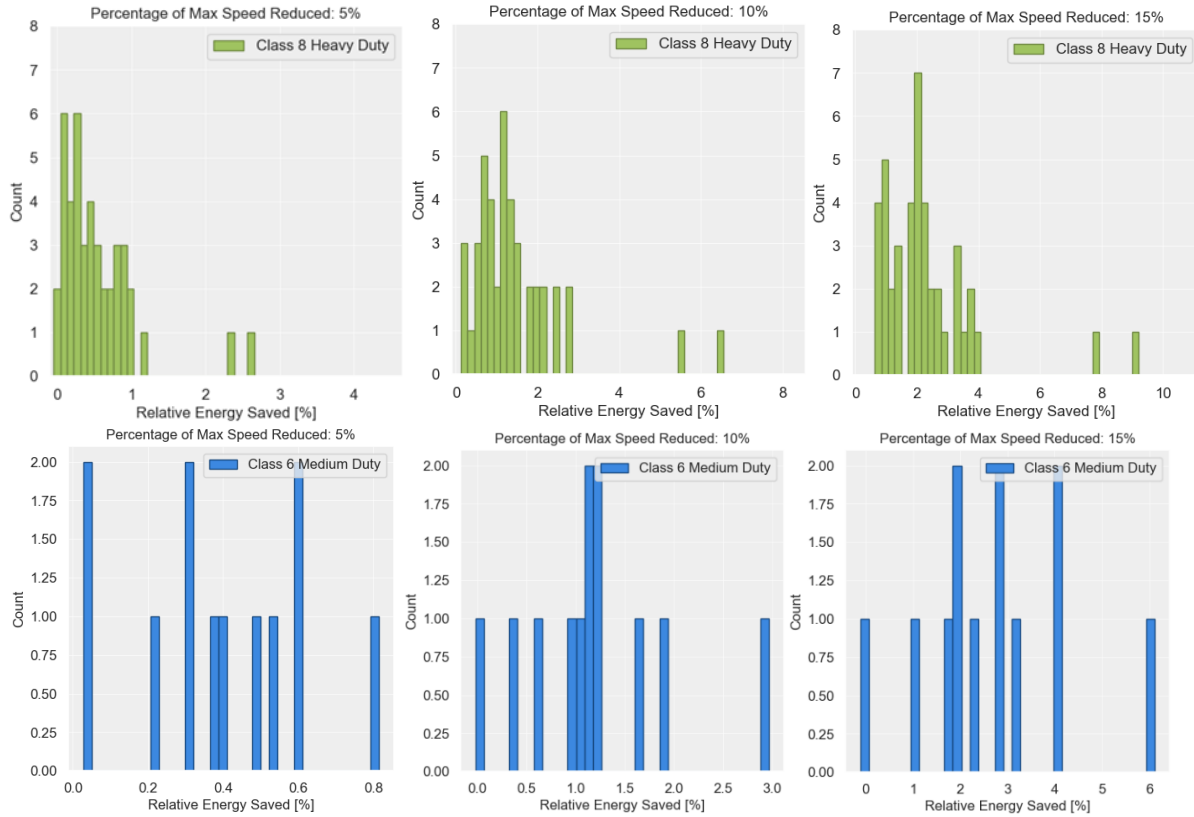 Percentage of Max Speed Reduced: 5%
Class 8 Heavy Duty
8
7
6
5
4
3
2
1
0
Count
0 1 2 3 4
Relative Energy Saved [%]
Percentage of Max Speed Reduced: 10%
Class 8 Heavy Duty
8
7
6
5
4
3
2
1
0
Count
0 2 4 6 8
Relative Energy Saved [%]
Percentage of Max Speed Reduced: 15%
Class 8 Heavy Duty
8
7
6
5
4
3
2
1
0
Count
0 2 4 6 8 10
Relative Energy Saved [%]
Percentage of Max Speed Reduced: 5%
Class 6 Medium Duty
2.00
1.75
1.50
1.25
1.00
0.75
0.50
0.25
0.00
Count
0.0 0.2 0.4 0.6 0.8
Relative Energy Saved [%]
Percentage of Max Speed Reduced: 10%
Class 6 Medium Duty
2.00
1.75
1.50
1.25
1.00
0.75
0.50
0.25
0.00
Count
0.0 0.5 1.0 1.5 2.0 2.5 3.0
Relative Energy Saved [%]
Percentage of Max Speed Reduced: 15%
Class 6 Medium Duty
2.00
1.75
1.50
1.25
1.00
0.75
0.50
0.25
0.00
Count
0 1 2 3 4 5 6
Relative Energy Saved [%]